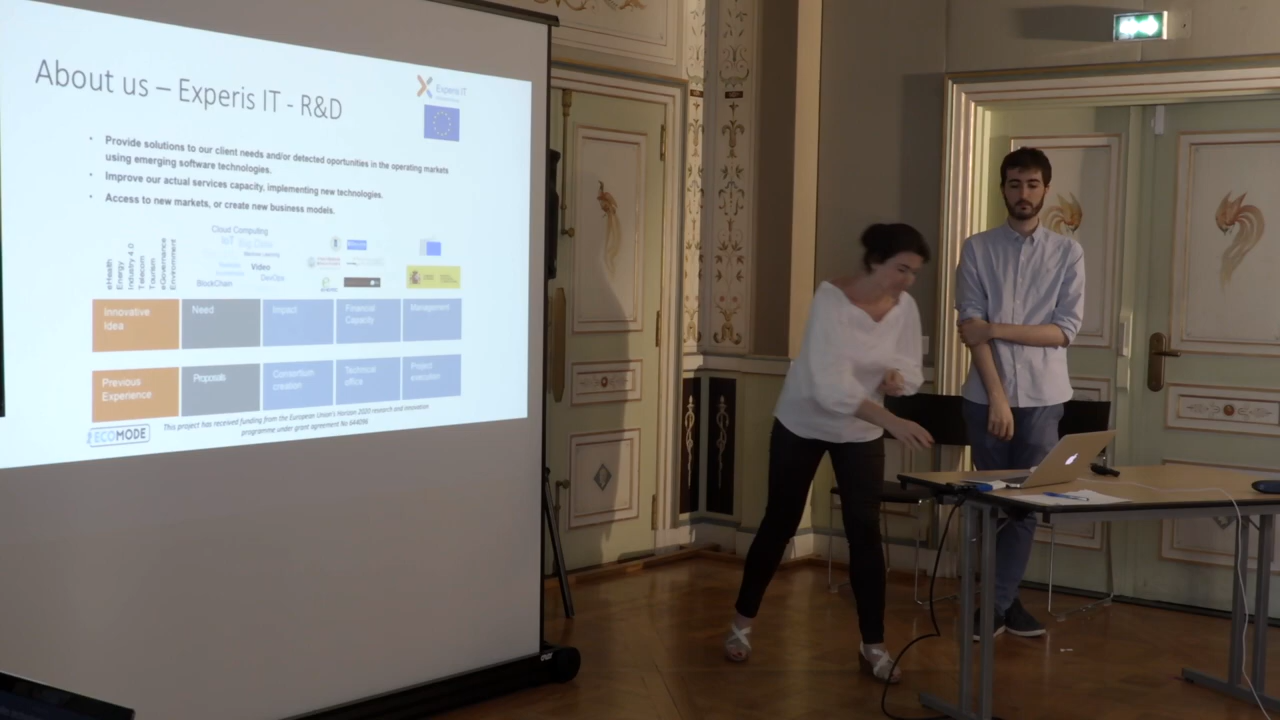 About us – Experis IT - R&D
Experis IT
• Provide solutions to our client needs and/or detected oportunities in the operating markets
using emerging software technologies.
• Improve our actual services capacity, implementing new technologies.
• Access to new markets, or create new business models.
eHealth
Energy
Industry 4.0
Telecom
Tourism
eGovernance
Environment
Cloud Computing
IoT Big Data
Machine Learning
Video
DevOps
BlockChain
Innovative
Idea
Need
Impact
Financial
Capacity
Management
Previous
Experience
Proposals
Consortium
creation
Technical
office
Project
execution
ECOMODE
This project has received funding from the European Union's Horizon 2020 research and innovation
programme under grant agreement No 644096